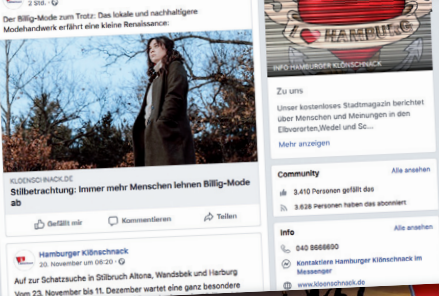 2 Std. ·
Der Billig-Mode zum Trotz: Das lokale und nachhaltigere
Modehandwerk erfährt eine kleine Renaissance:
KLOENSCHNACK.DE
Stilbetrachtung: Immer mehr Menschen lehnen Billig-Mode
ab
Gefällt mir
Kommentieren
Teilen
Hamburger Klönschnack
20. November um 06:20 ·
Auf zur Schatzsuche in Stilbruch Altona, Wandsbek und Harburg
Vom 23. November bis 11. Dezember wartet eine ganz besondere
I LOVE HAMBURG
INFO HAMBURGER KLÖNSCHNACK
Zu uns
Unser kostenloses Stadtmagazin berichtet
über Menschen und Meinungen in den
Elbvororten,Wedel und Sc...
Mehr anzeigen
Community
Alle ansehen
3.410 Personen gefällt das
3.628 Personen haben das abonniert
Info
Alle ansehen
040 8666690
Kontaktiere Hamburger Klönschnack im
Messenger
www.kloenschnack.de